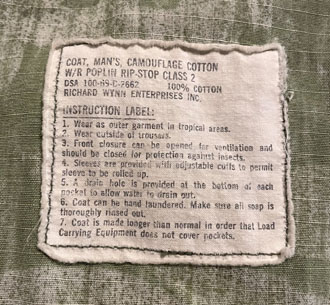 COAT, MAN'S, CAMOUFLAGE COTTON
W/R POPLIN RIP-STOP CLASS 2
DSA 100-69-C-2662 100% COTTON
RICHARD WYNN ENTERPRISES INC.
INSTRUCTION LABEL:
1. Wear as outer garment in tropical areas.
2. Wear outside of trousers.
3. Front closure can be opened for ventilation and
should be closed for protection against insects.
4. Sleeves are provided with adjustable cuffs to permit
sleeve to be rolled up.
5. A drain hole is provided at the bottom of each
pocket to allow water to drain out.
6. Coat can be hand laundered. Make sure all soap is
thoroughly rinsed out.
7. Coat is made longer than normal in order that Load
Carrying Equipment does not cover pockets.